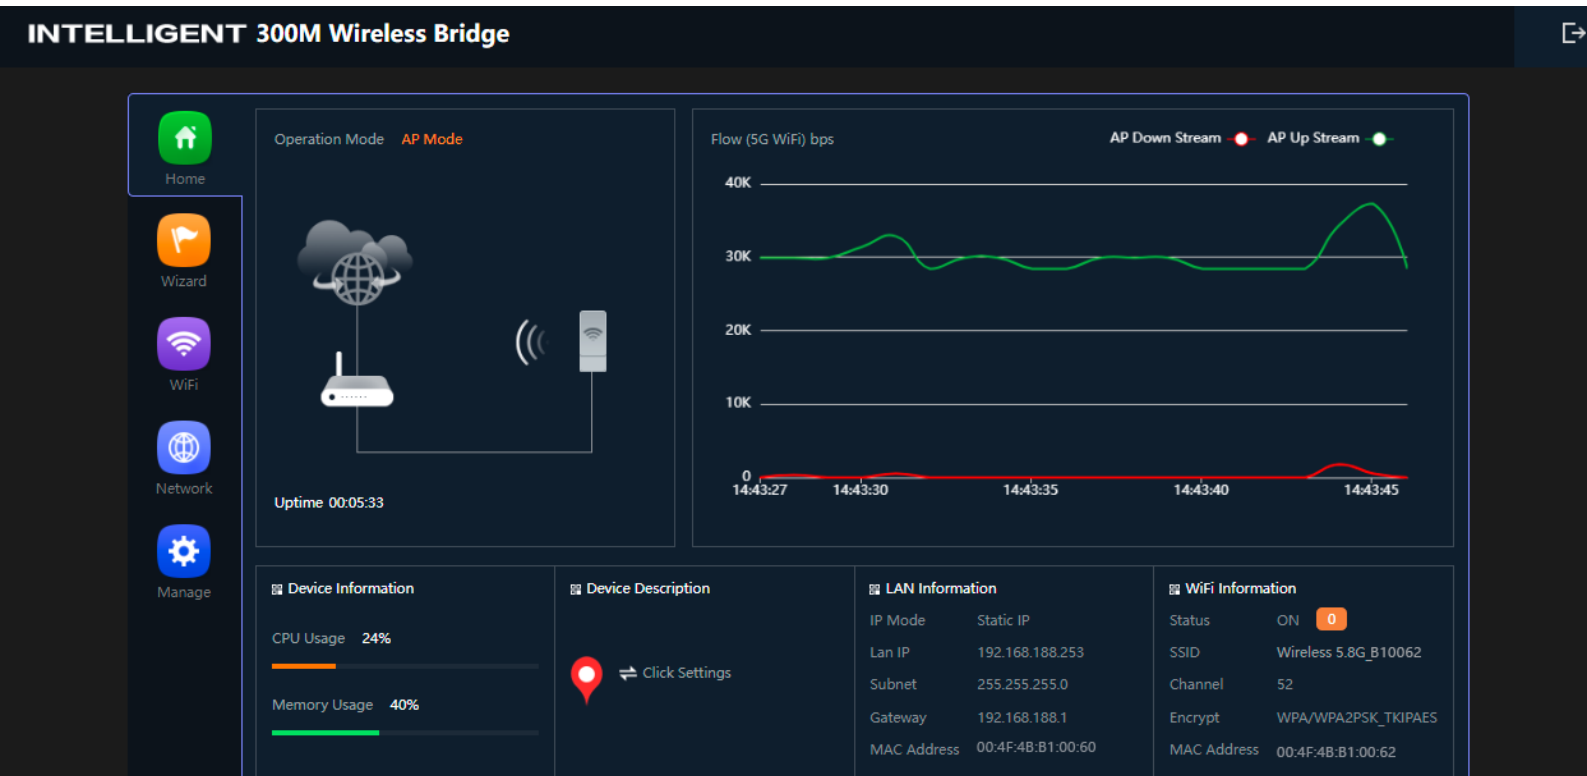 INTELLIGENT 300M Wireless Bridge
Home
Wizard
WiFi
Network
Manage
Operation Mode AP Mode
Uptime 00:05:33
Flow (5G WiFi) bps
AP Down Stream AP Up Stream
40K
30K
20K
10K
0
14:43:27 14:43:30 14:43:35 14:43:40 14:43:45
Device Information
CPU Usage 24%
Memory Usage 40%
Device Description
Click Settings
LAN Information
IP Mode Static IP
Lan IP 192.168.188.253
Subnet 255.255.255.0
Gateway 192.168.188.1
MAC Address 00:4F:4B:B1:00:60
WiFi Information
Status ON 0
SSID Wireless 5.8G_B10062
Channel 52
Encrypt WPA/WPA2PSK_TKIPAES
MAC Address 00:4F:4B:B1:00:62